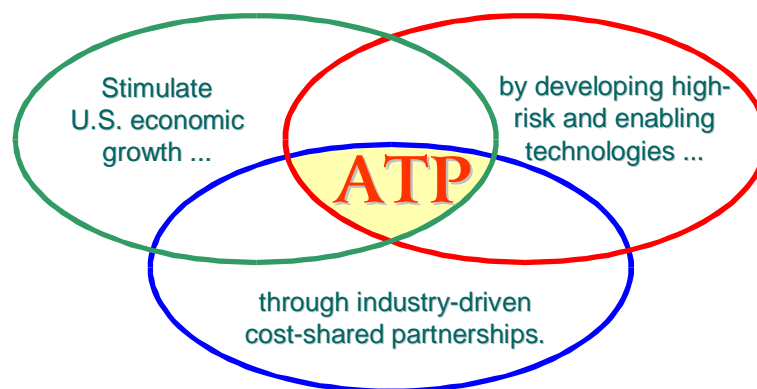 Stimulate
U.S. economic
growth ...
by developing high-
risk and enabling
technologies ...
ATP
through industry-driven
cost-shared partnerships.